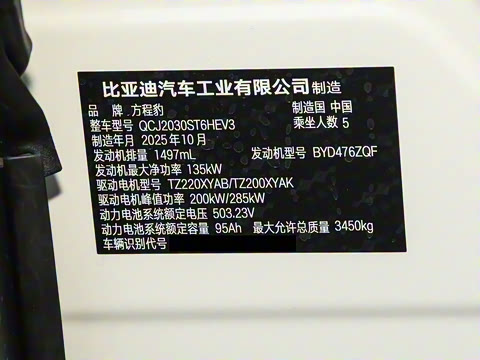 比亚迪汽车工业有限公司 制造
品 牌 方程豹 制造国 中国
整车型号 QCJ2030ST6HEV3 乘坐人数 5
制造年月 2025年10月
发动机排量 1497mL 发动机型号 BYD476ZQF
发动机最大净功率 135kW
驱动电机型号 TZ220XYAB/TZ200XYAK
驱动电机峰值功率 200kW/285kW
动力电池系统额定电压 503.23V
动力电池系统额定容量 95Ah 最大允许总质量 3450kg
车辆识别代号